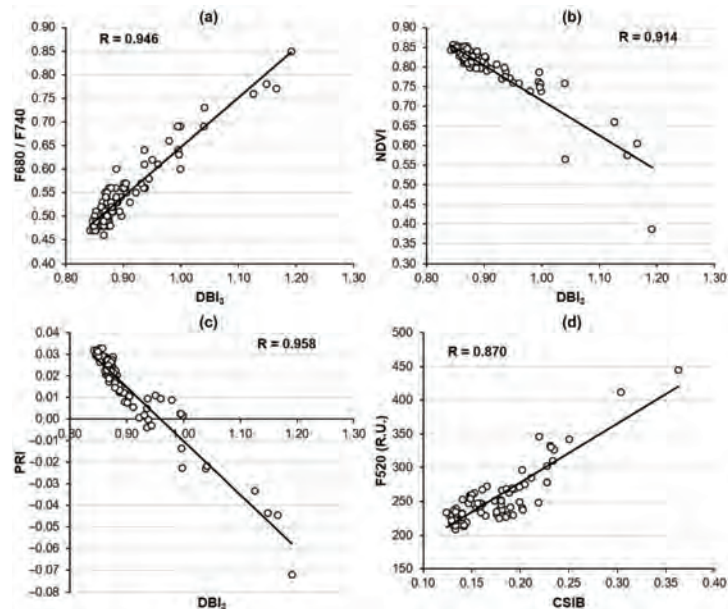 (a)
R = 0.946
F680 / F740
0.90
0.85
0.80
0.75
0.70
0.65
0.60
0.55
0.50
0.45
0.40
0.80 0.90 1.00 1.10 1.20 1.30
DBI₃
(b)
R = 0.914
NDVI
0.90
0.85
0.80
0.75
0.70
0.65
0.60
0.55
0.50
0.45
0.40
0.35
0.30
0.80 0.90 1.00 1.10 1.20 1.30
DBI₃
(c)
R = 0.958
PRI
0.04
0.03
0.02
0.01
0.00
–0.01
–0.02
–0.03
–0.04
–0.05
–0.06
–0.07
–0.08
0.80 0.90 1.00 1.10 1.20 1.30
DBI₂
(d)
R = 0.870
F520 (R.U.)
500
450
400
350
300
250
200
150
0.10 0.15 0.20 0.25 0.30 0.35 0.40
CSIB